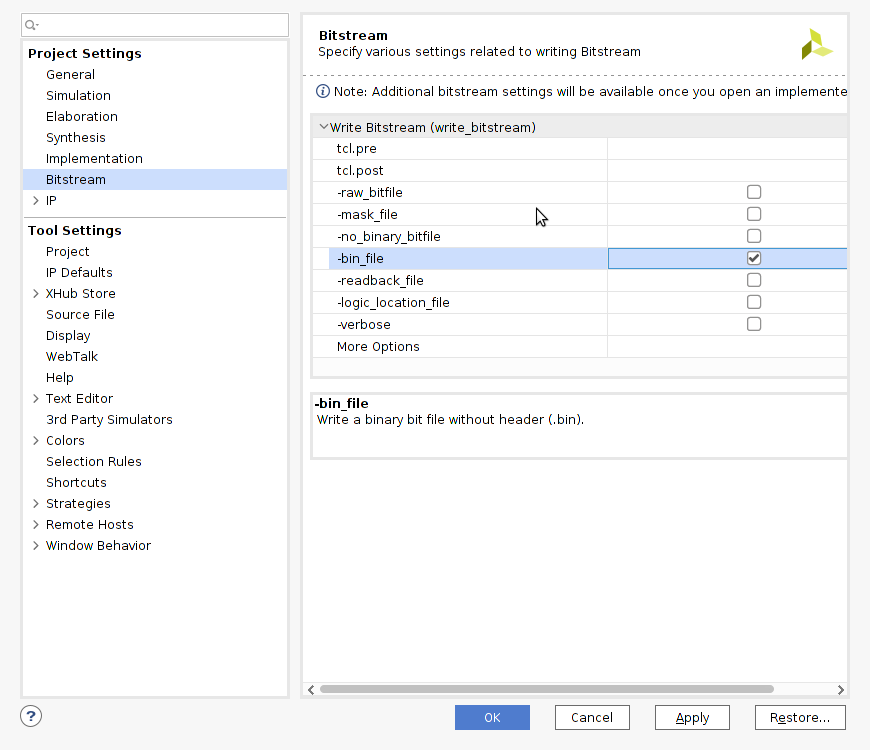 Project Settings
General
Simulation
Elaboration
Synthesis
Implementation
Bitstream
IP
Tool Settings
Project
IP Defaults
XHub Store
Source File
Display
WebTalk
Help
Text Editor
3rd Party Simulators
Colors
Selection Rules
Shortcuts
Strategies
Remote Hosts
Window Behavior
Bitstream
Specify various settings related to writing Bitstream
Note: Additional bitstream settings will be available once you open an implemente
Write Bitstream (write_bitstream)
tcl.pre
tcl.post
-raw_bitfile
-mask_file
-no_binary_bitfile
-bin_file
-readback_file
-logic_location_file
-verbose
More Options
-bin_file
Write a binary bit file without header (.bin).
?
OK
Cancel
Apply
Restore...